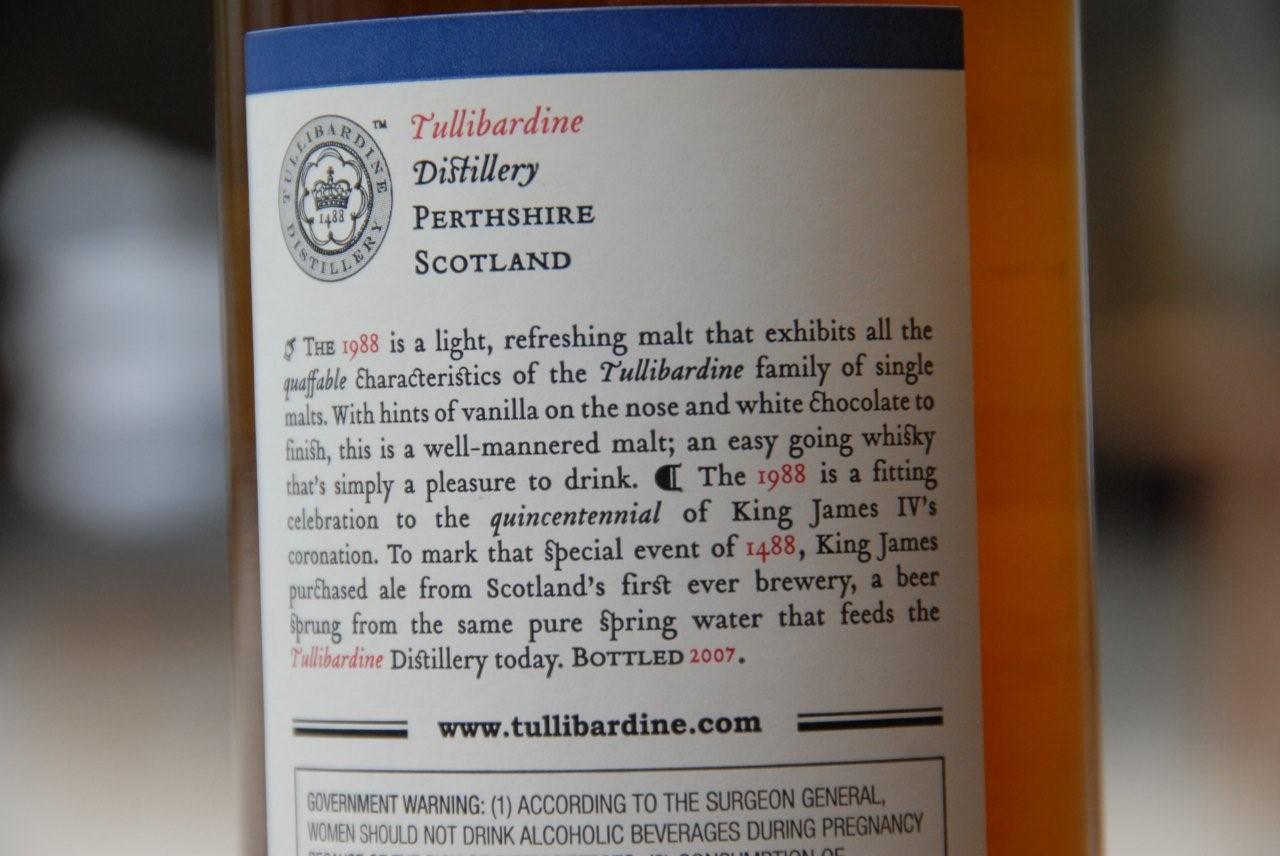 TULLIBARDINE
DISTILLERY
1488
™
Tullibardine
Distillery
PERTHSHIRE
SCOTLAND
THE 1988 is a light, refreshing malt that exhibits all the
quaffable characteristics of the Tullibardine family of single
malts. With hints of vanilla on the nose and white chocolate to
finish, this is a well-mannered malt; an easy going whisky
that's simply a pleasure to drink. ¶ The 1988 is a fitting
celebration to the quincentennial of King James IV's
coronation. To mark that special event of 1488, King James
purchased ale from Scotland's first ever brewery, a beer
sprung from the same pure spring water that feeds the
Tullibardine Distillery today. BOTTLED 2007.
www.tullibardine.com
GOVERNMENT WARNING: (1) ACCORDING TO THE SURGEON GENERAL,
WOMEN SHOULD NOT DRINK ALCOHOLIC BEVERAGES DURING PREGNANCY
CONSUMPTION OF